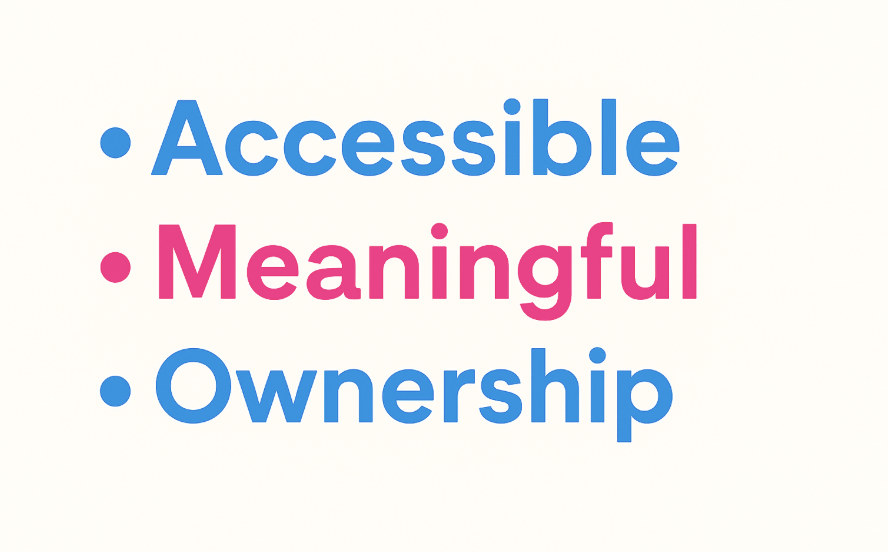 • Accessible
• Meaningful
• Ownership